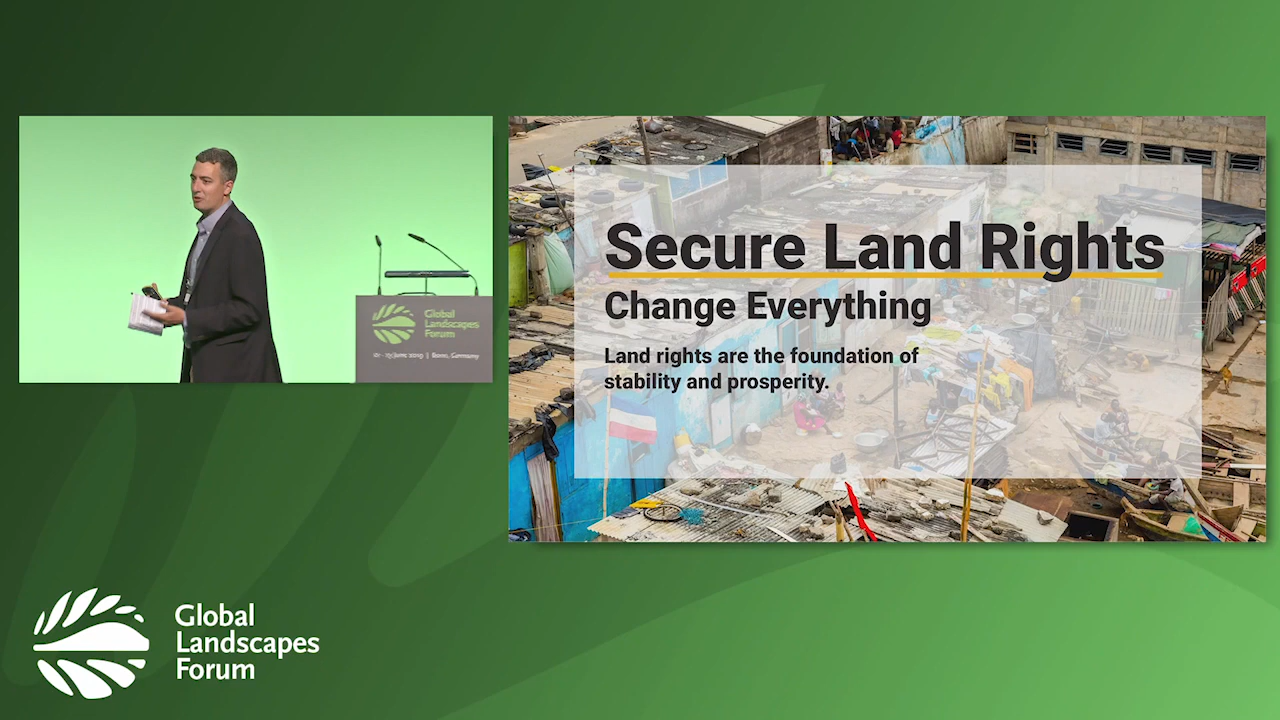 Global
Landscapes
Forum
Secure Land Rights
Change Everything
Land rights are the foundation of
stability and prosperity.
Global
Landscapes
Forum